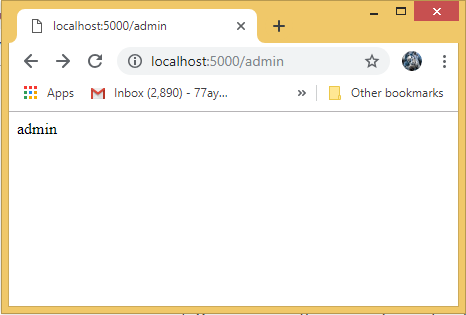 localhost:5000/admin
localhost:5000/admin
Apps Inbox (2,890) - 77ay... » Other bookmarks
admin